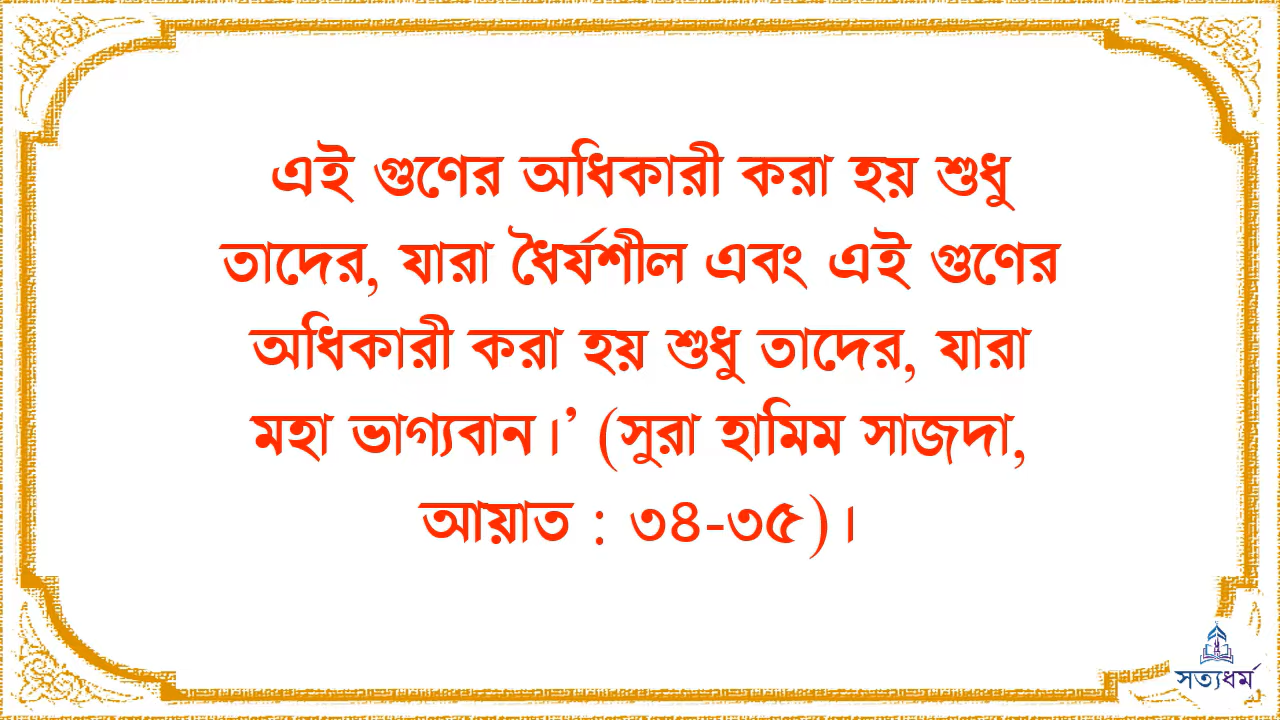 এই গুণের অধিকারী করা হয় শুধু
তাদের, যারা ধৈর্যশীল এবং এই গুণের
অধিকারী করা হয় শুধু তাদের, যারা
মহা ভাগ্যবান।’ (সুরা হামিম সাজদা,
আয়াত : ৩৪-৩৫)।
সত্যধর্ম